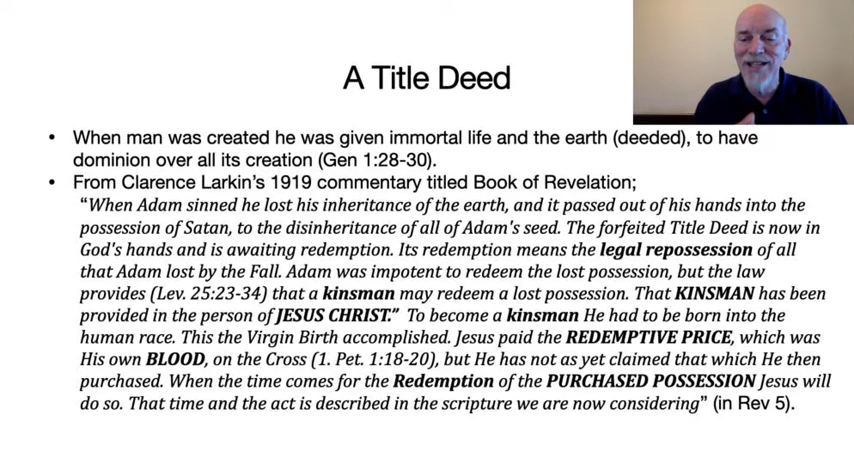 A Title Deed
• When man was created he was given immortal life and the earth (deeded), to have
dominion over all its creation (Gen 1:28-30).
• From Clarence Larkin's 1919 commentary titled Book of Revelation;
"When Adam sinned he lost his inheritance of the earth, and it passed out of his hands into the
possession of Satan, to the disinheritance of all of Adam's seed. The forfeited Title Deed is now in
God's hands and is awaiting redemption. Its redemption means the legal repossession of all
that Adam lost by the Fall. Adam was impotent to redeem the lost possession, but the law
provides (Lev. 25:23-34) that a kinsman may redeem a lost possession. That KINSMAN has been
provided in the person of JESUS CHRIST." To become a kinsman He had to be born into the
human race. This the Virgin Birth accomplished. Jesus paid the REDEMPTIVE PRICE, which was
His own BLOOD, on the Cross (1. Pet. 1:18-20), but He has not as yet claimed that which He then
purchased. When the time comes for the Redemption of the PURCHASED POSSESSION Jesus will
do so. That time and the act is described in the scripture we are now considering" (in Rev 5).